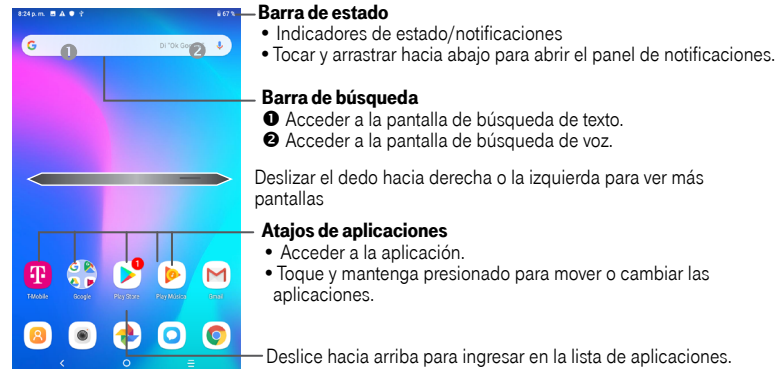 8:24 p. m.
67 %
Barra de estado
• Indicadores de estado/notificaciones
• Tocar y arrastrar hacia abajo para abrir el panel de notificaciones.
G
❶
Di "Ok Goo
❷
Barra de búsqueda
❶ Acceder a la pantalla de búsqueda de texto.
❷ Acceder a la pantalla de búsqueda de voz.
Deslizar el dedo hacia derecha o la izquierda para ver más
pantallas
Atajos de aplicaciones
• Acceder a la aplicación.
• Toque y mantenga presionado para mover o cambiar las
aplicaciones.
T
1
T-Mobile Google Play Store Play Música Gmail
Deslice hacia arriba para ingresar en la lista de aplicaciones.